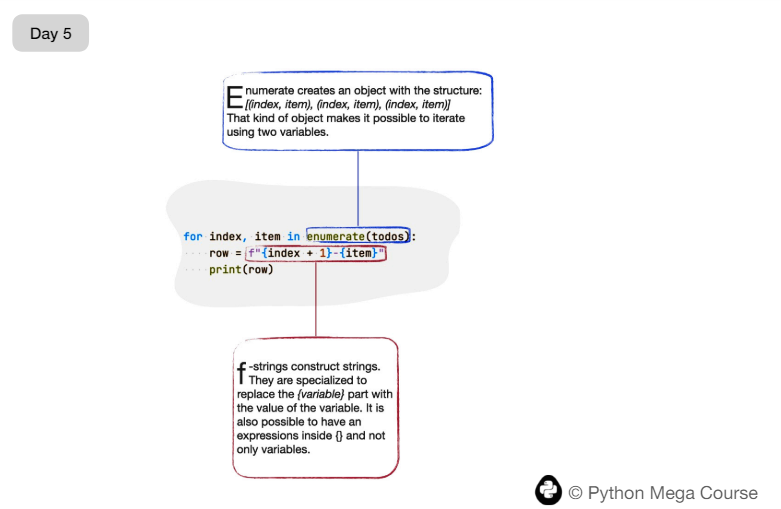 Day 5
Enumerate creates an object with the structure:
[(index, item), (index, item), (index, item)]
That kind of object makes it possible to iterate
using two variables.
for index, item in enumerate(todos):
    row = f"{index + 1}-{item}"
    print(row)
f-strings construct strings.
They are specialized to
replace the {variable} part with
the value of the variable. It is
also possible to have an
expressions inside {} and not
only variables.
© Python Mega Course